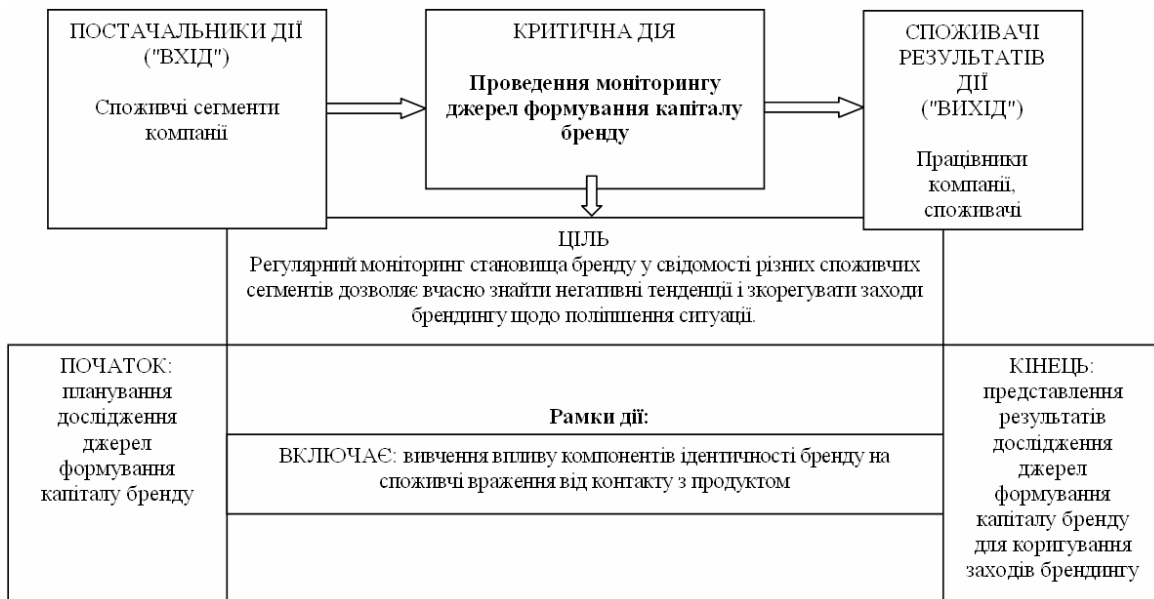 ПОСТАЧАЛЬНИКИ ДІЇ
("ВХІД")
Споживчі сегменти
компанії
КРИТИЧНА ДІЯ
Проведення моніторингу
джерел формування капіталу
бренду
СПОЖИВАЧІ
РЕЗУЛЬТАТІВ
ДІЇ
("ВИХІД")
Працівники
компанії,
споживачі
ЦІЛЬ
Регулярний моніторинг становища бренду у свідомості різних споживчих
сегментів дозволяє вчасно знайти негативні тенденції і зкорегувати заходи
брендингу щодо поліпшення ситуації.
ПОЧАТОК:
планування
дослідження
джерел
формування
капіталу бренду
Рамки дії:
ВКЛЮЧАЄ: вивчення впливу компонентів ідентичності бренду на
споживчі враження від контакту з продуктом
КІНЕЦЬ:
представлення
результатів
дослідження
джерел
формування
капіталу бренду
для коригування
заходів брендингу